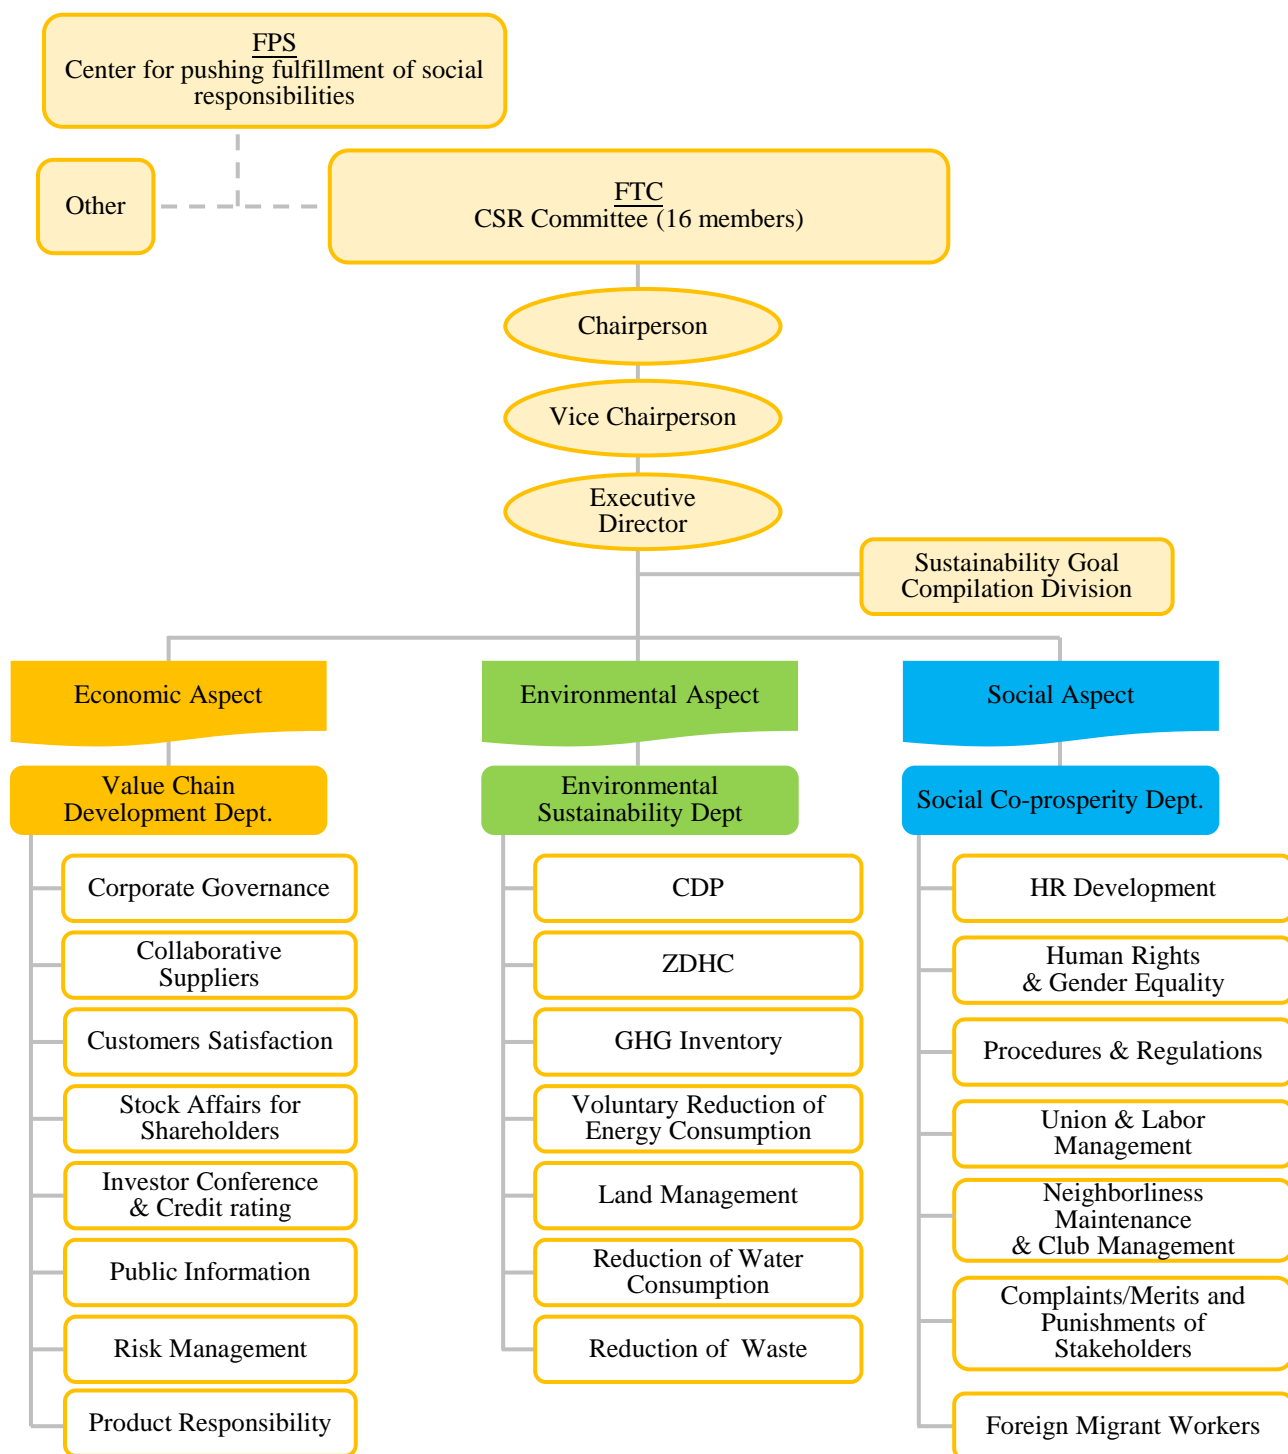 FPS
Center for pushing fulfillment of social
responsibilities
Other
FTC
CSR Committee (16 members)
Chairperson
Vice Chairperson
Executive
Director
Sustainability Goal
Compilation Division
Economic Aspect
Value Chain
Development Dept.
Corporate Governance
Collaborative
Suppliers
Customers Satisfaction
Stock Affairs for
Shareholders
Investor Conference
& Credit rating
Public Information
Risk Management
Product Responsibility
Environmental Aspect
Environmental
Sustainability Dept
CDP
ZDHC
GHG Inventory
Voluntary Reduction of
Energy Consumption
Land Management
Reduction of Water
Consumption
Reduction of Waste
Social Aspect
Social Co-prosperity Dept.
HR Development
Human Rights
& Gender Equality
Procedures & Regulations
Union & Labor
Management
Neighborliness
Maintenance
& Club Management
Complaints/Merits and
Punishments of
Stakeholders
Foreign Migrant Workers